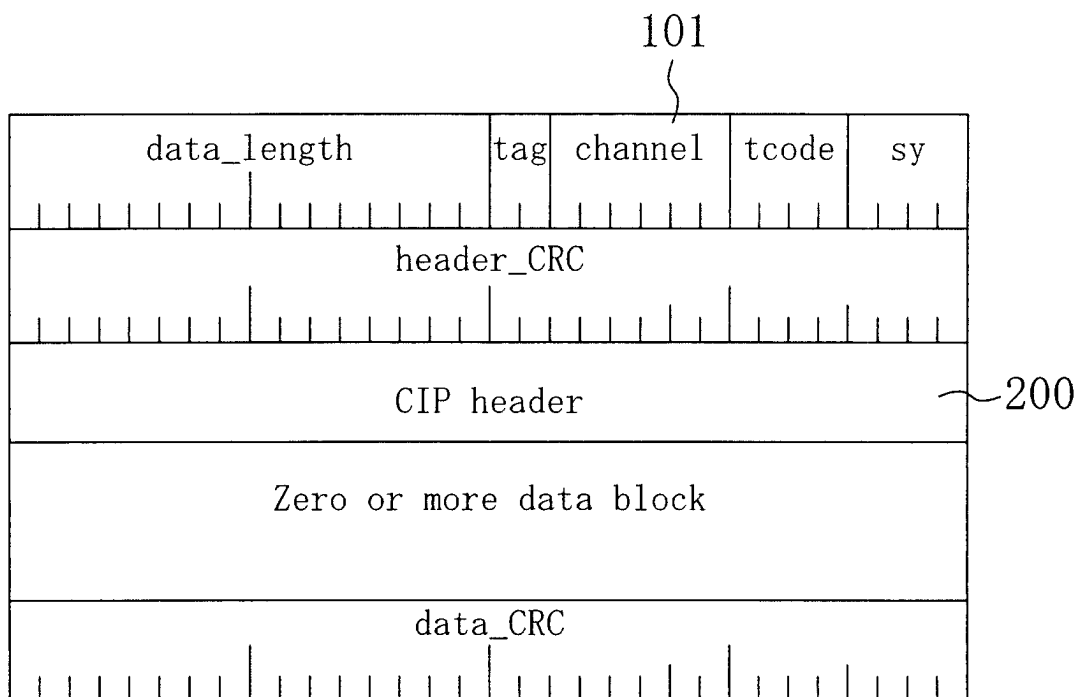 101
data_length tag channel tcode sy
header_CRC
CIP header
200
Zero or more data block
data_CRC